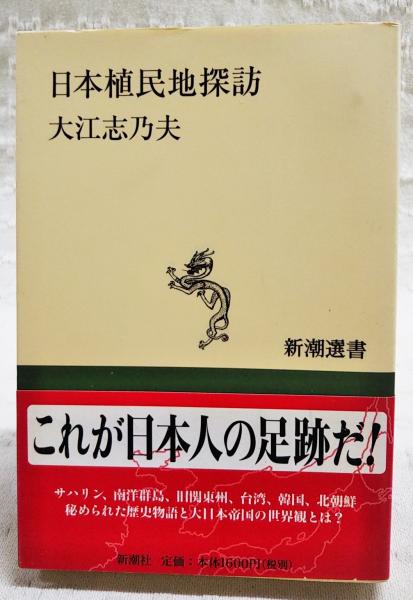 日本植民地探訪
大江志乃夫
新潮選書
これが日本人の足跡だ!
サハリン、南洋群島、旧関東州、台湾、韓国、北朝鮮
秘められた歴史物語と大日本帝国の世界観とは?
新潮社 定価:本体1600円(税別)